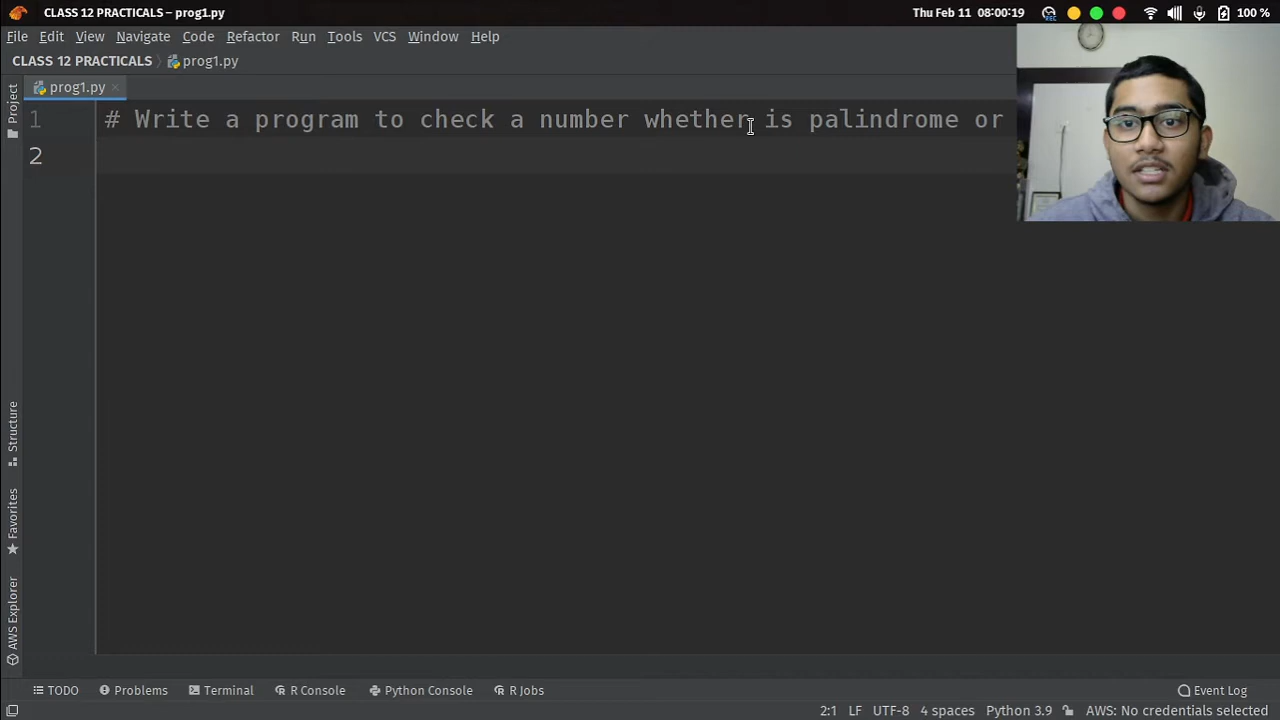 CLASS 12 PRACTICALS – prog1.py
Thu Feb 11 08:00:19
REC
100 %
File Edit View Navigate Code Refactor Run Tools VCS Window Help
CLASS 12 PRACTICALS prog1.py
Project
prog1.py
1 # Write a program to check a number whether is palindrome or
2
Structure
Favorites
AWS Explorer
TODO Problems Terminal R Console Python Console R Jobs Event Log
2:1 LF UTF-8 4 spaces Python 3.9 AWS: No credentials selected